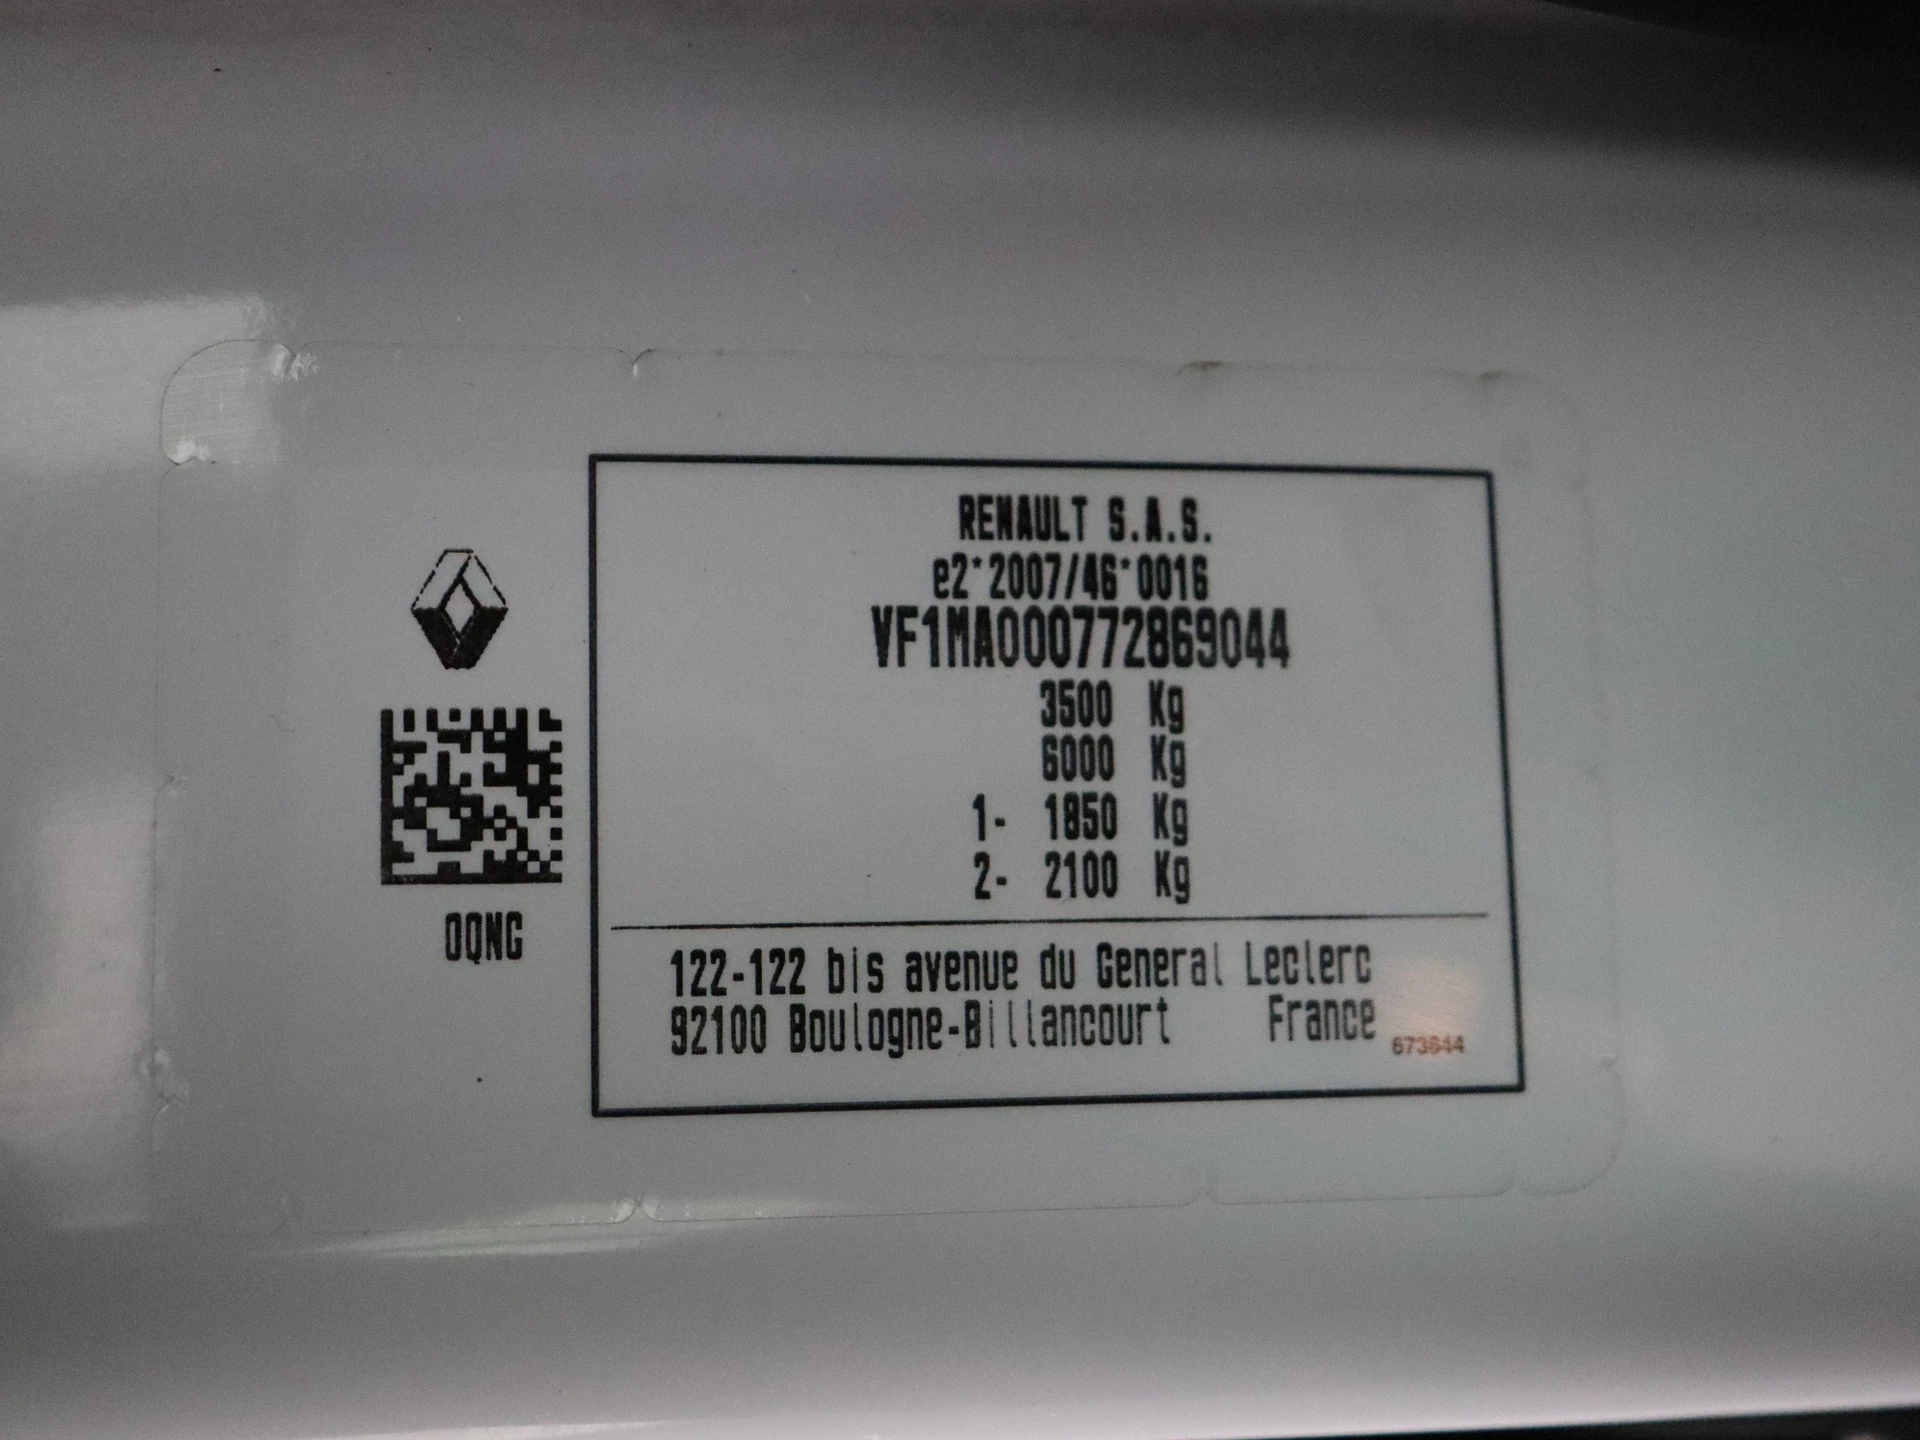 RENAULT S.A.S.
e2*2007/46*0016
VF1MA000772869044
3500 Kg
6000 Kg
1- 1850 Kg
2- 2100 Kg
0QNG
122-122 bis avenue du General Leclerc
92100 Boulogne-Billancourt France
673644